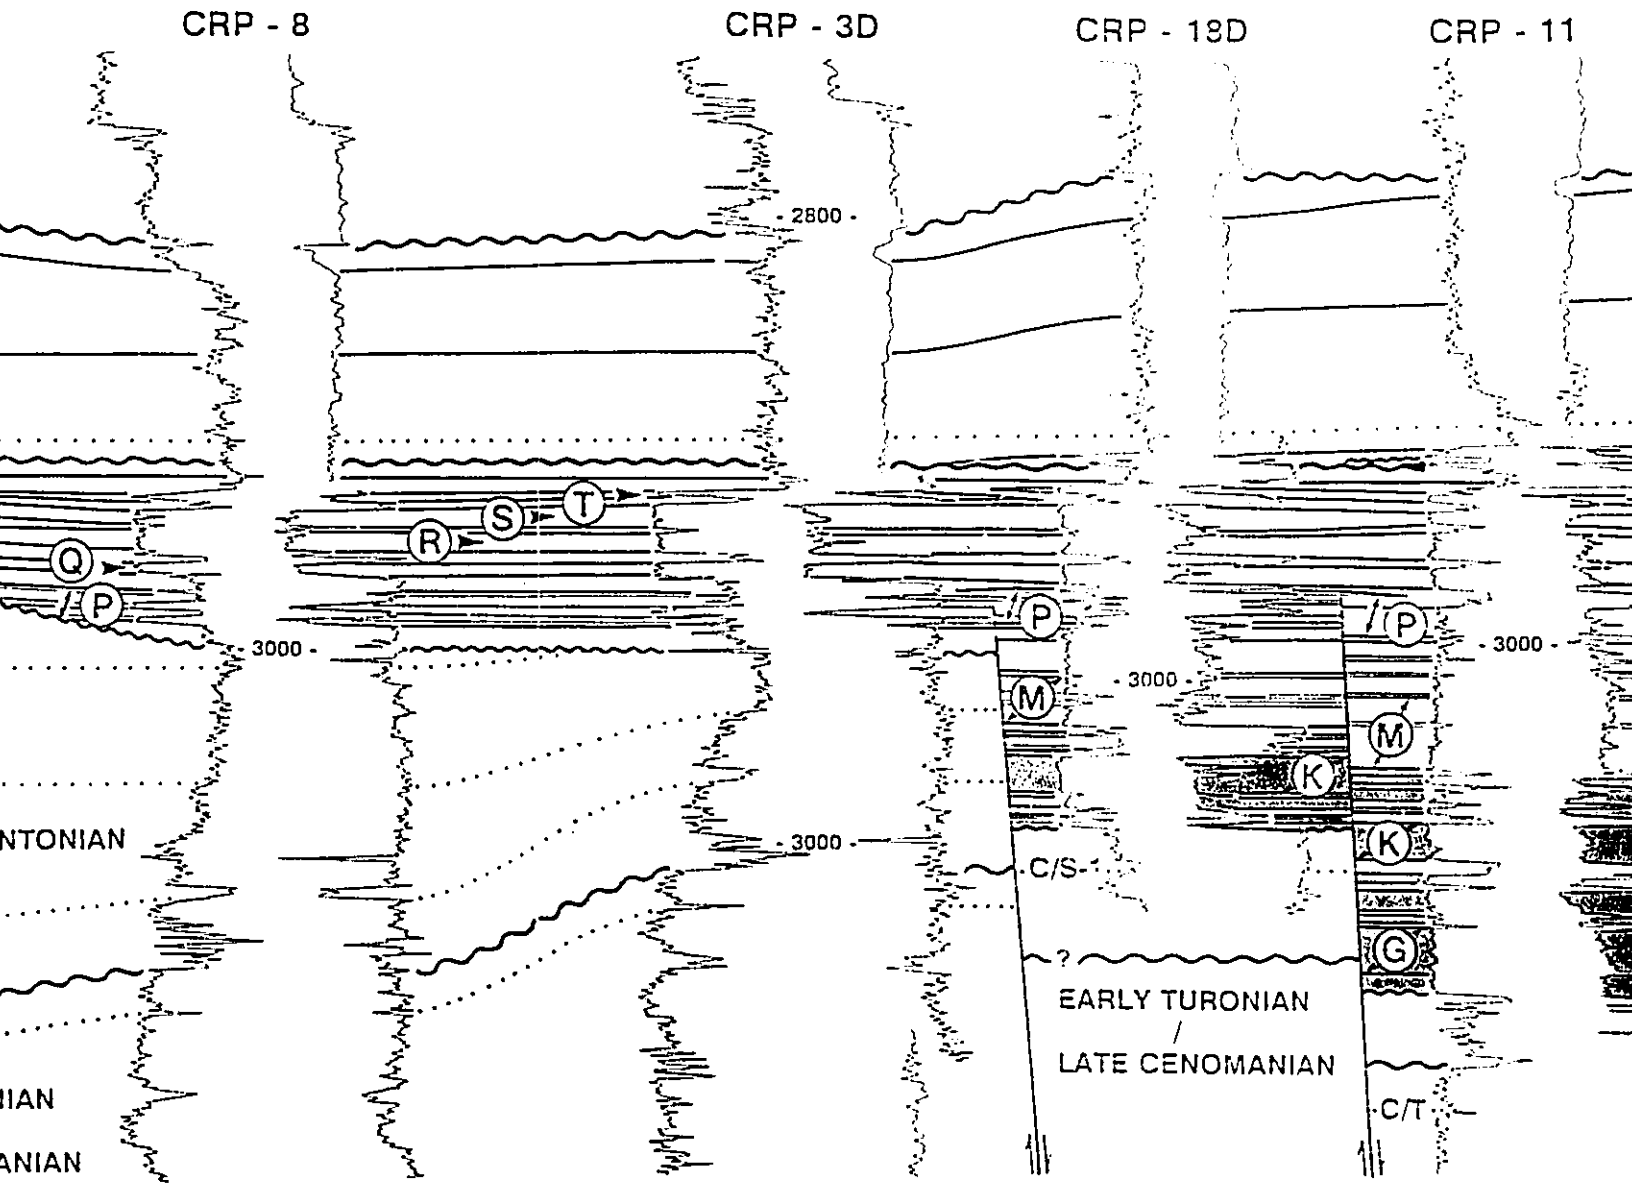 CRP - 8
CRP - 3D
CRP - 18D
CRP - 11
- 2800 -
T
S
R
Q
P
P
P
3000 -
- 3000 -
- 3000 -
M
M
K
NTONIAN
- 3000 -
K
C/S
G
?
EARLY TURONIAN
/
LATE CENOMANIAN
NIAN
C/T
ANIAN